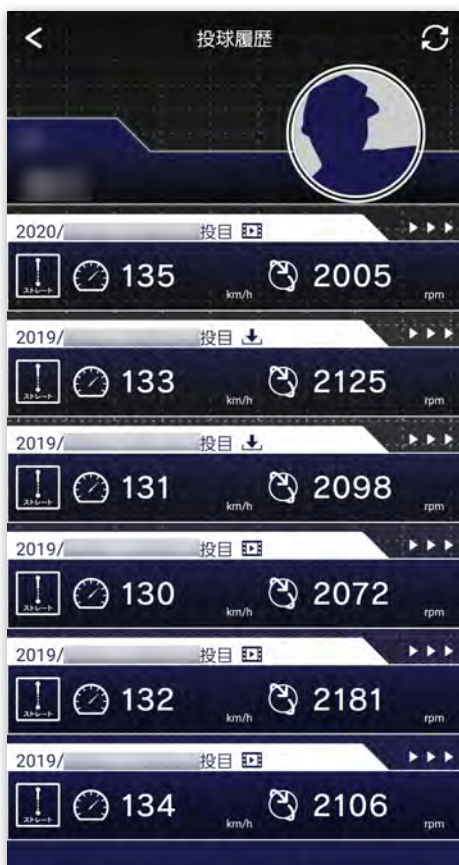 投球履歴
2020/ 投目
ストレート 135 km/h 2005 rpm
2019/ 投目
ストレート 133 km/h 2125 rpm
2019/ 投目
ストレート 131 km/h 2098 rpm
2019/ 投目
ストレート 130 km/h 2072 rpm
2019/ 投目
ストレート 132 km/h 2181 rpm
2019/ 投目
ストレート 134 km/h 2106 rpm